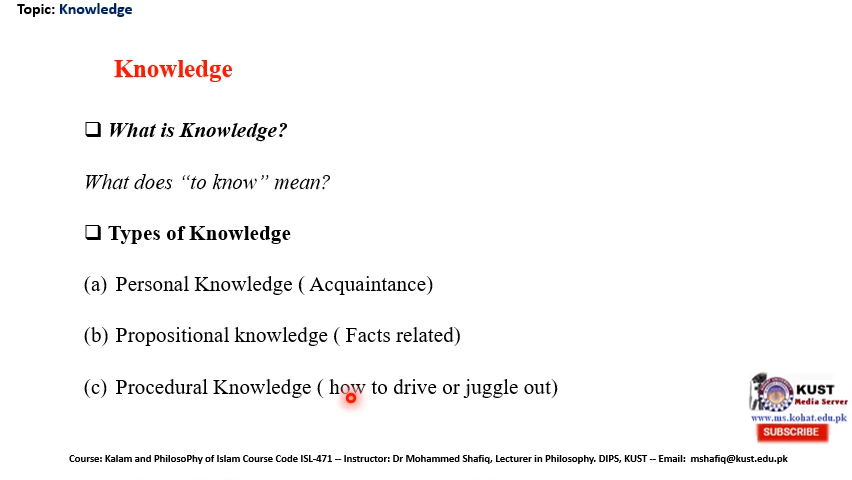 Topic: Knowledge
Knowledge
❑ What is Knowledge?
What does “to know” mean?
❑ Types of Knowledge
(a) Personal Knowledge ( Acquaintance)
(b) Propositional knowledge ( Facts related)
(c) Procedural Knowledge ( how to drive or juggle out)
KUST
Media Server
www.ms.kohat.edu.pk
SUBSCRIBE
Course: Kalam and PhilosoPhy of Islam Course Code ISL-471 -- Instructor: Dr Mohammed Shafiq, Lecturer in Philosophy. DIPS, KUST -- Email: mshafiq@kust.edu.pk